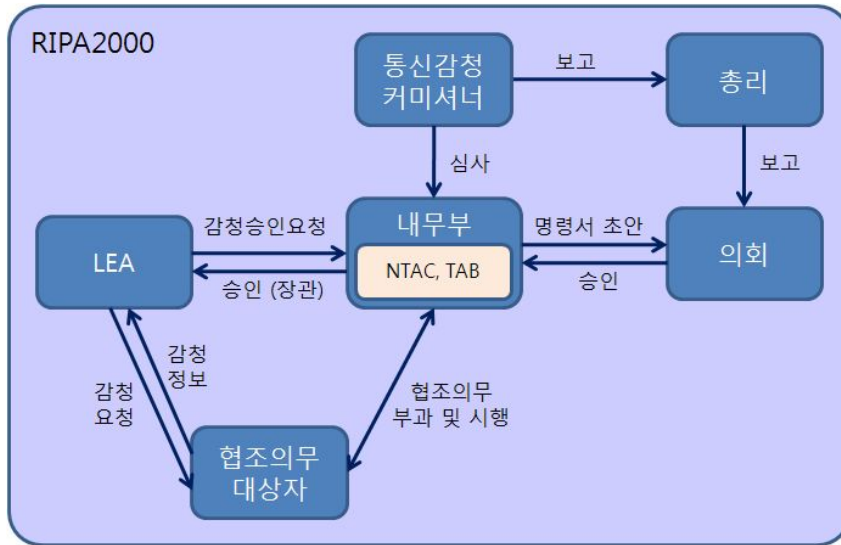 RIPA2000
통신감청
커미셔너
보고
총리
심사
보고
LEA
감청승인요청
승인 (장관)
내무부
NTAC, TAB
명령서 초안
승인
의회
감청
정보
감청
요청
협조의무
부과 및 시행
협조의무
대상자